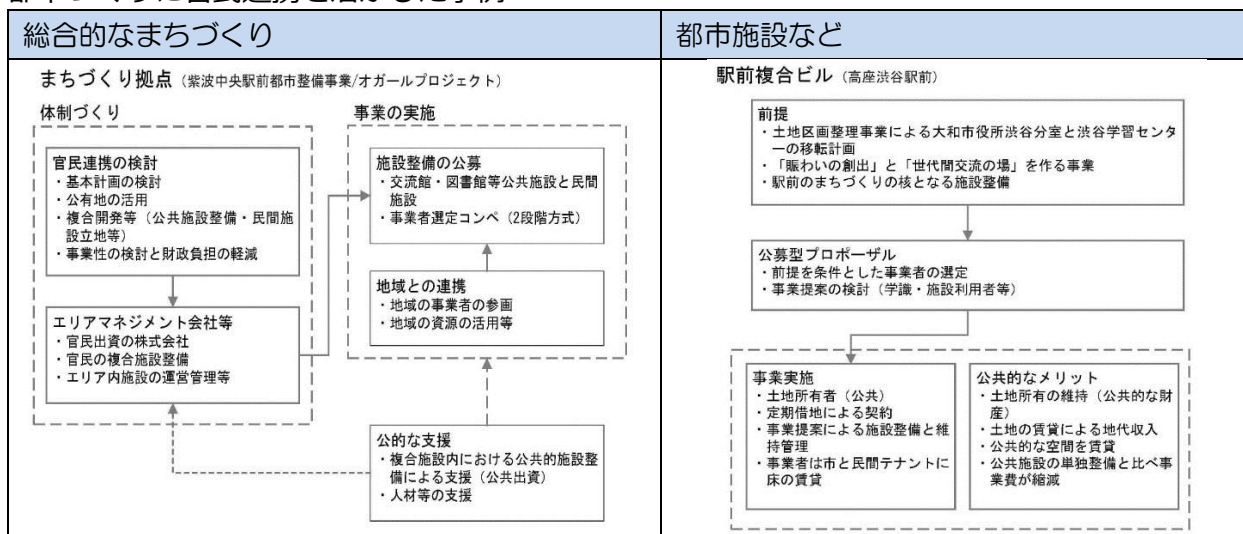 総合的なまちづくり
まちづくり拠点（紫波中央駅前都市整備事業/オガールプロジェクト）
体制づくり
官民連携の検討
・基本計画の検討
・公有地の活用
・複合開発等（公共施設整備・民間施
設立地等）
・事業性の検討と財政負担の軽減
エリアマネジメント会社等
・官民出資の株式会社
・官民の複合施設整備
・エリア内施設の運営管理等
事業の実施
施設整備の公募
・交流館・図書館等公共施設と民間
施設
・事業者選定コンペ（2段階方式）
地域との連携
・地域の事業者の参画
・地域の資源の活用等
公的な支援
・複合施設内における公共的施設整
備による支援（公共出資）
・人材等の支援
都市施設など
駅前複合ビル（高座渋谷駅前）
前提
・土地区画整理事業による大和市役所渋谷分室と渋谷学習センタ
ーの移転計画
・「賑わいの創出」と「世代間交流の場」を作る事業
・駅前のまちづくりの核となる施設整備
公募型プロポーザル
・前提を条件とした事業者の選定
・事業提案の検討（学識・施設利用者等）
事業実施
・土地所有者（公共）
・定期借地による契約
・事業提案による施設整備と維
持管理
・事業者は市と民間テナントに
床の賃貸
公共的なメリット
・土地所有の維持（公共的な財
産）
・土地の賃貸による地代収入
・公共的な空間を賃貸
・公共施設の単独整備と比べ事
業費が縮減